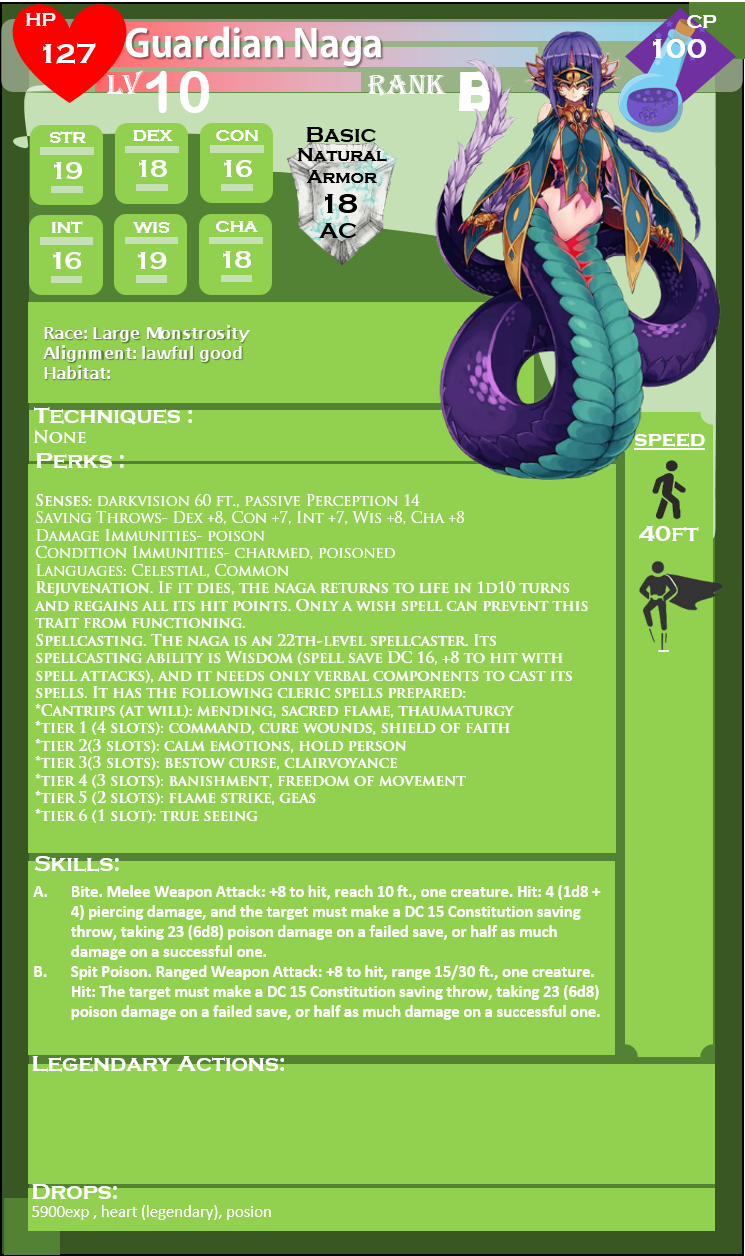 HP
127
Guardian Naga
CP
100
LV 10
RANK B
STR
19
DEX
18
CON
16
INT
16
WIS
19
CHA
18
Basic
Natural
Armor
18
AC
Race: Large Monstrosity
Alignment: lawful good
Habitat:
Techniques :
None
Perks :
Senses: darkvision 60 ft., passive Perception 14
Saving Throws- Dex +8, Con +7, Int +7, Wis +8, Cha +8
Damage Immunities- poison
Condition Immunities- charmed, poisoned
Languages: Celestial, Common
Rejuvenation. If it dies, the naga returns to life in 1d10 turns
and regains all its hit points. Only a wish spell can prevent this
trait from functioning.
Spellcasting. The naga is an 22th-level spellcaster. Its
spellcasting ability is Wisdom (spell save DC 16, +8 to hit with
spell attacks), and it needs only verbal components to cast its
spells. It has the following cleric spells prepared:
*Cantrips (at will): mending, sacred flame, thaumaturgy
*tier 1 (4 slots): command, cure wounds, shield of faith
*tier 2(3 slots): calm emotions, hold person
*tier 3(3 slots): bestow curse, clairvoyance
*tier 4 (3 slots): banishment, freedom of movement
*tier 5 (2 slots): flame strike, geas
*tier 6 (1 slot): true seeing
Speed
40ft
Skills:
A. Bite. Melee Weapon Attack: +8 to hit, reach 10 ft., one creature. Hit: 4 (1d8 +
4) piercing damage, and the target must make a DC 15 Constitution saving
throw, taking 23 (6d8) poison damage on a failed save, or half as much
damage on a successful one.
B. Spit Poison. Ranged Weapon Attack: +8 to hit, range 15/30 ft., one creature.
Hit: The target must make a DC 15 Constitution saving throw, taking 23 (6d8)
poison damage on a failed save, or half as much damage on a successful one.
Legendary Actions:
Drops:
5900exp , heart (legendary), posion